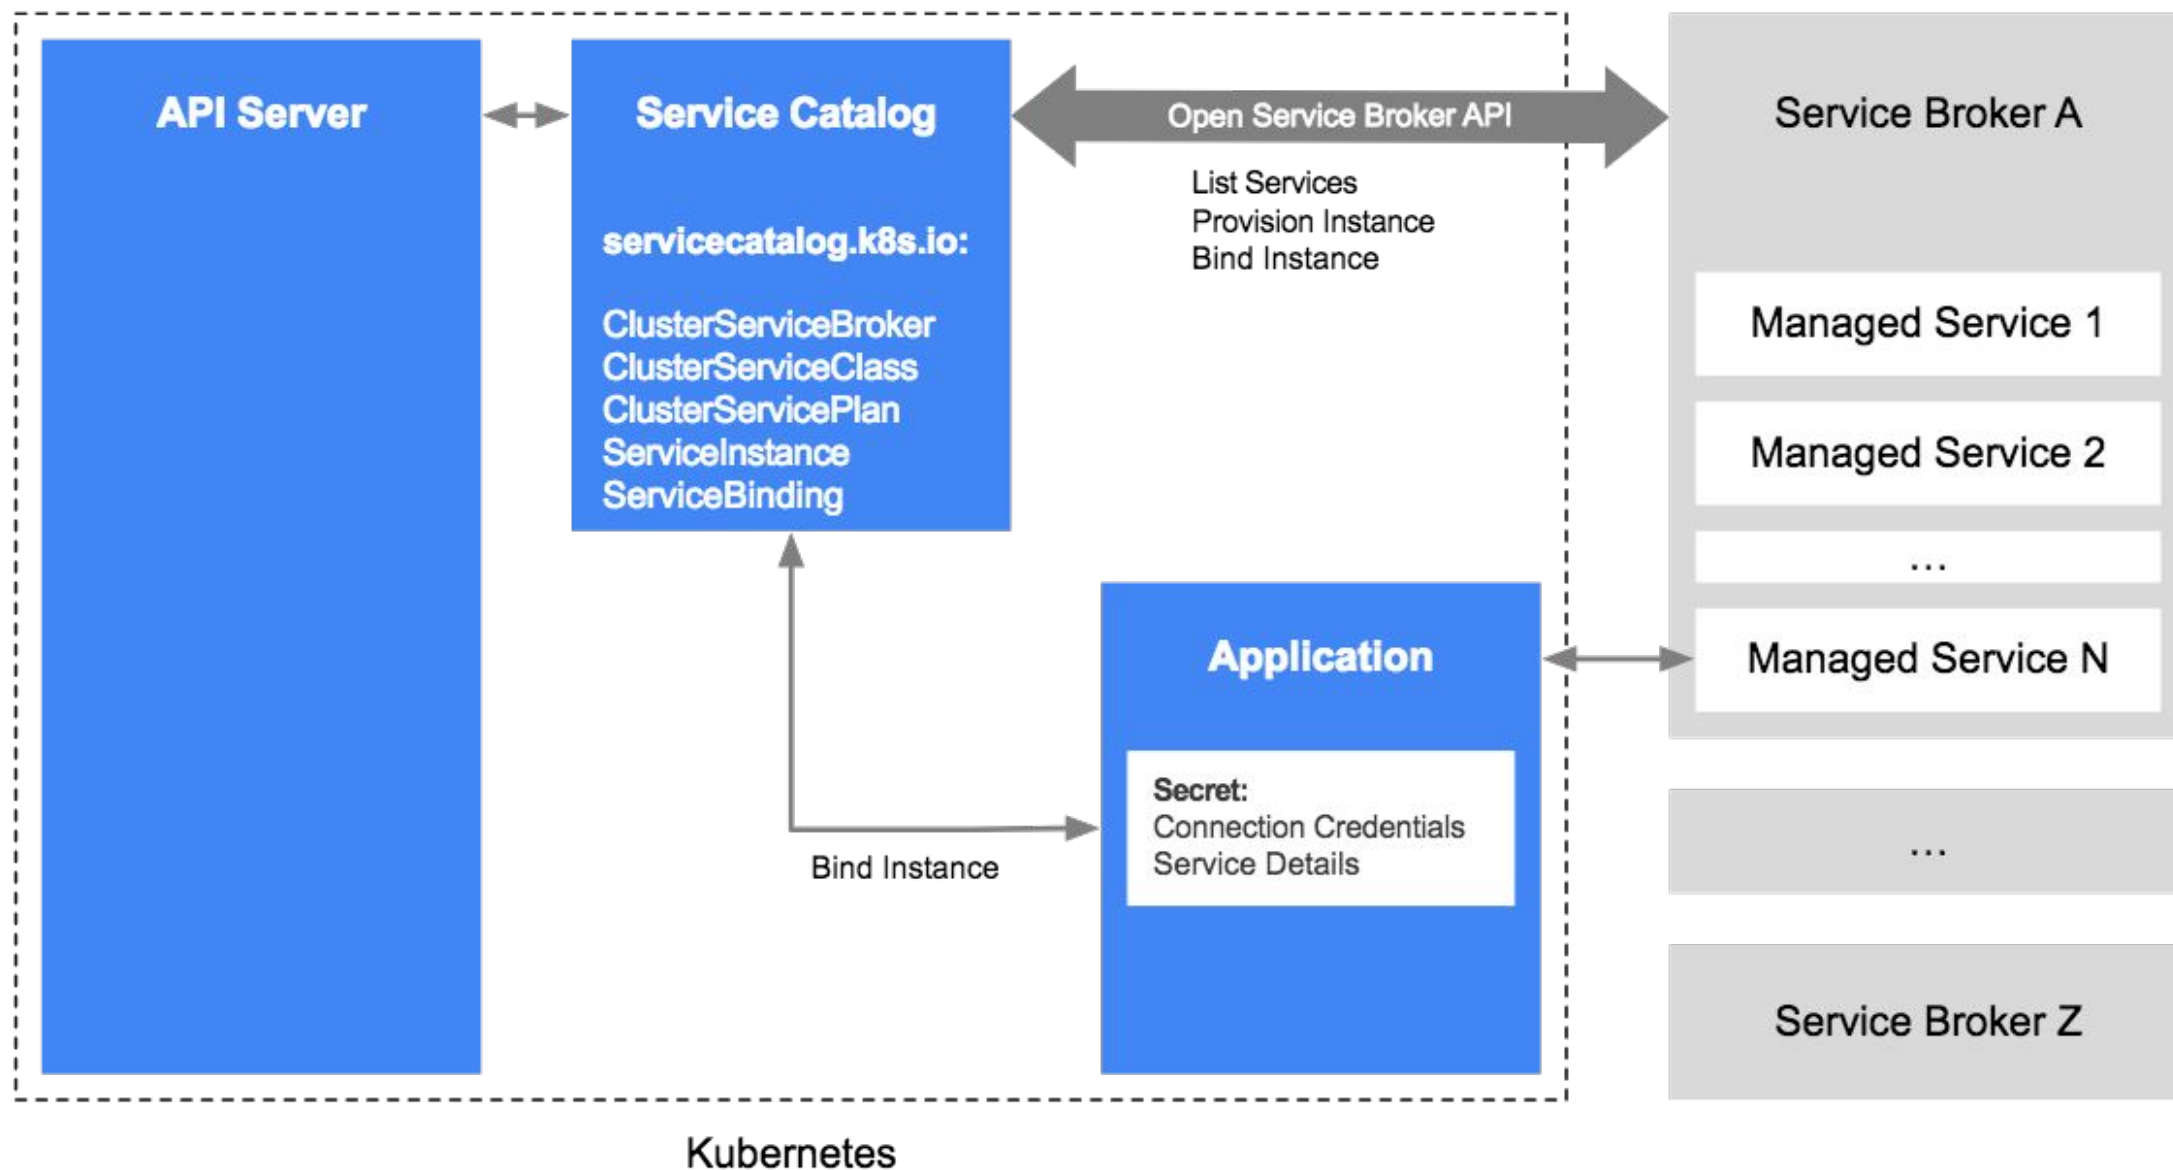 API Server
Service Catalog
servicecatalog.k8s.io:
ClusterServiceBroker
ClusterServiceClass
ClusterServicePlan
ServiceInstance
ServiceBinding
Open Service Broker API
List Services
Provision Instance
Bind Instance
Service Broker A
Managed Service 1
Managed Service 2
...
Managed Service N
Application
Secret:
Connection Credentials
Service Details
Bind Instance
...
Service Broker Z
Kubernetes